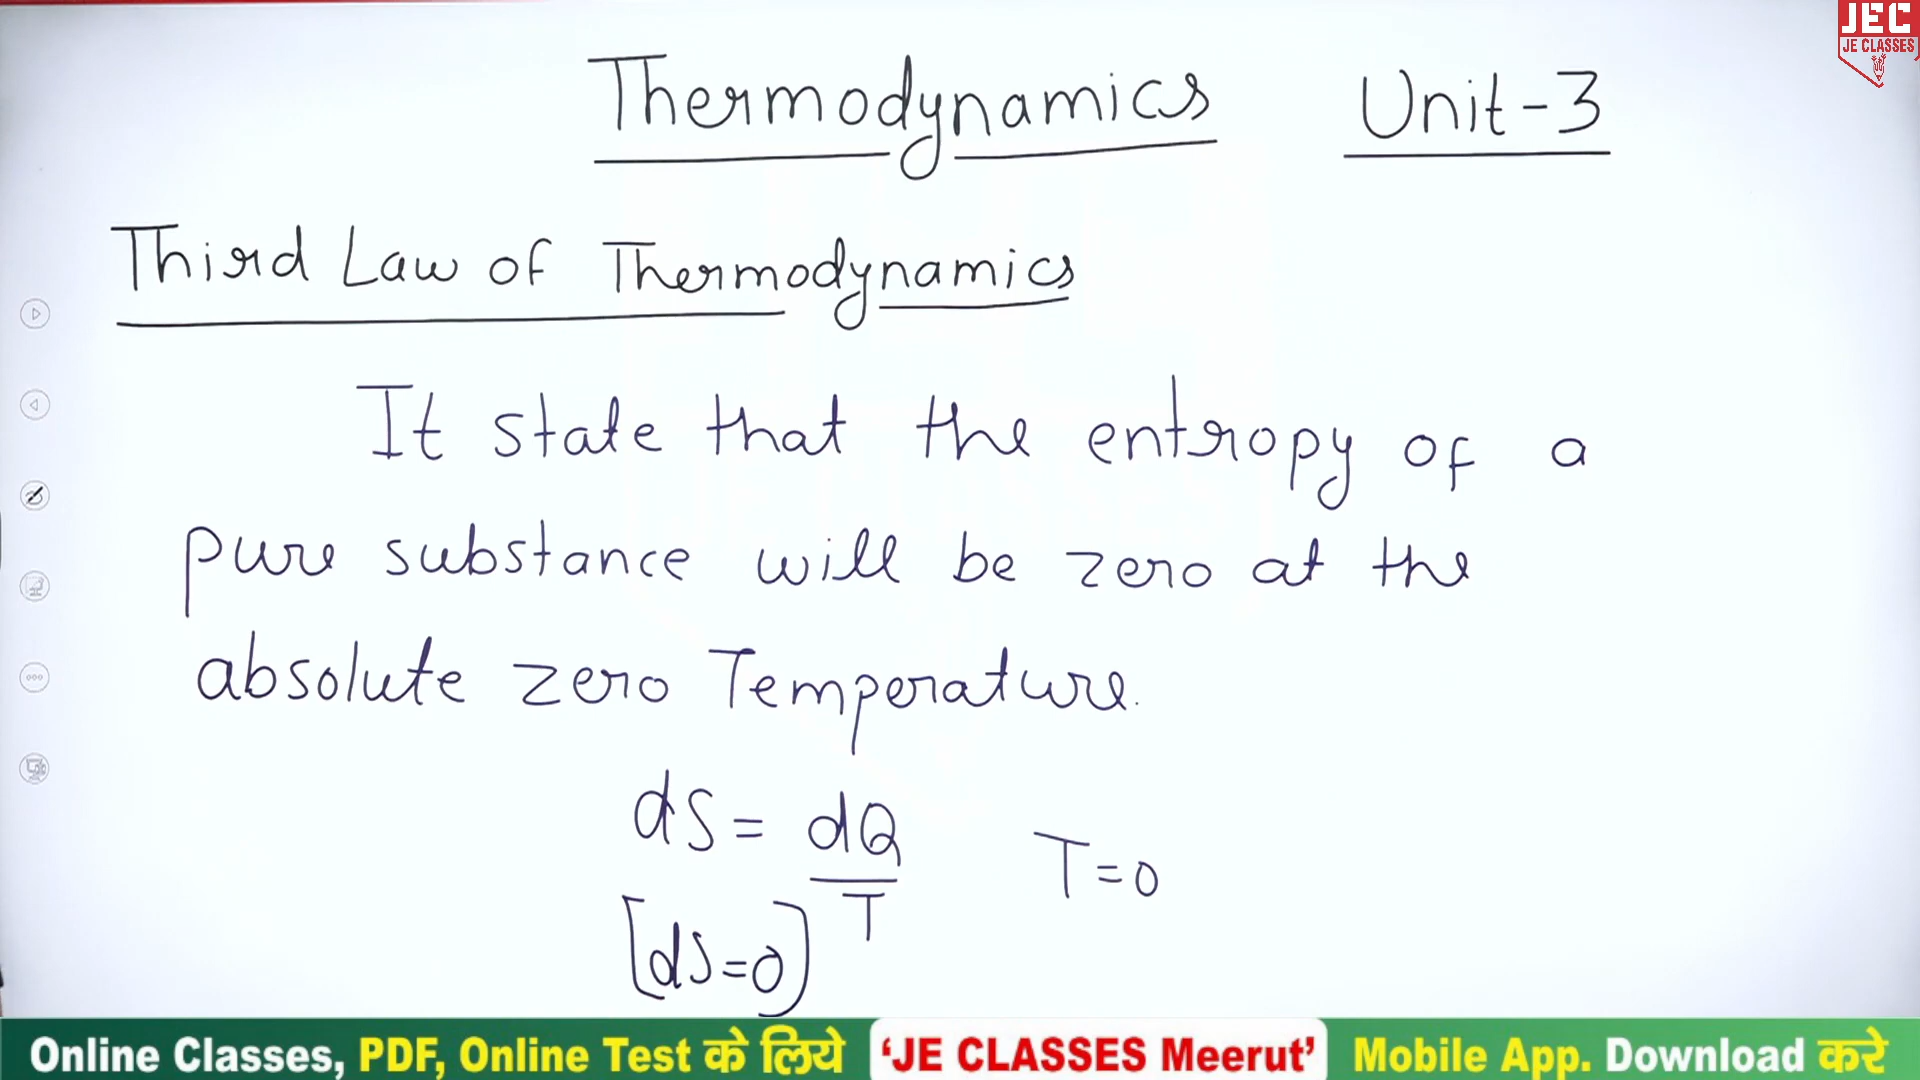 JEC
JE CLASSES
Thermodynamics Unit-3
Third Law of Thermodynamics
It state that the entropy of a
pure substance will be zero at the
absolute zero Temperature.
dS = dQ/T T=0
[dS=0]
Online Classes, PDF, Online Test के लिये 'JE CLASSES Meerut' Mobile App. Download करे